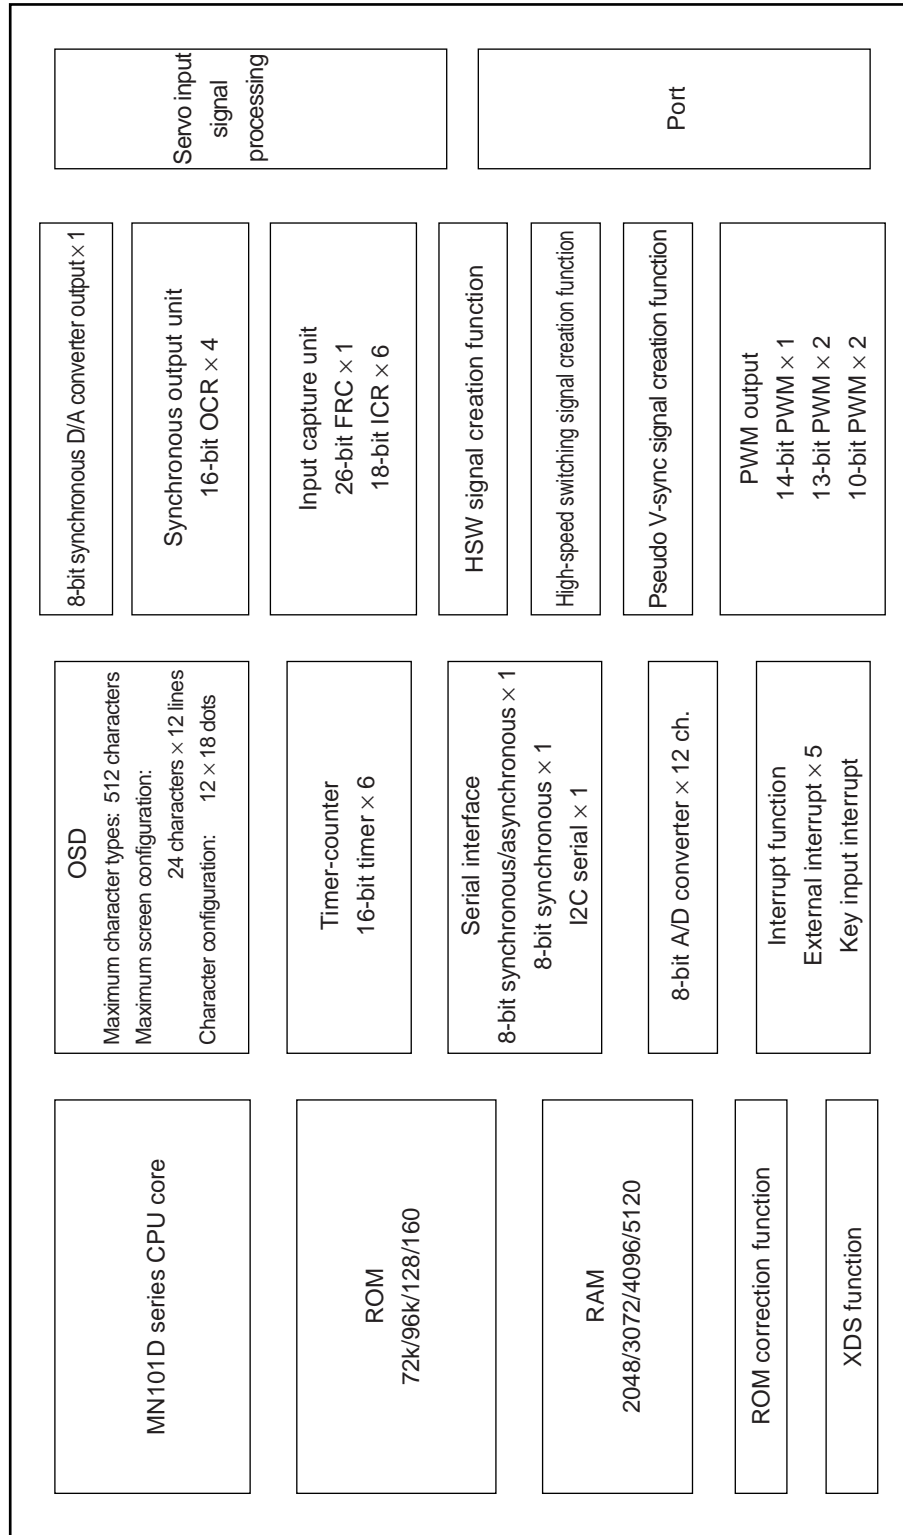 MN101D series CPU core
ROM
72k/96k/128/160
RAM
2048/3072/4096/5120
ROM correction function
XDS function
OSD
Maximum character types: 512 characters
Maximum screen configuration:
24 characters × 12 lines
Character configuration: 12 × 18 dots
Timer-counter
16-bit timer × 6
Serial interface
8-bit synchronous/asynchronous × 1
8-bit synchronous × 1
I2C serial × 1
8-bit A/D converter × 12 ch.
Interrupt function
External interrupt × 5
Key input interrupt
8-bit synchronous D/A converter output × 1
Synchronous output unit
16-bit OCR × 4
Input capture unit
26-bit FRC × 1
18-bit ICR × 6
HSW signal creation function
High-speed switching signal creation function
Pseudo V-sync signal creation function
PWM output
14-bit PWM × 1
13-bit PWM × 2
10-bit PWM × 2
Servo input
signal
processing
Port